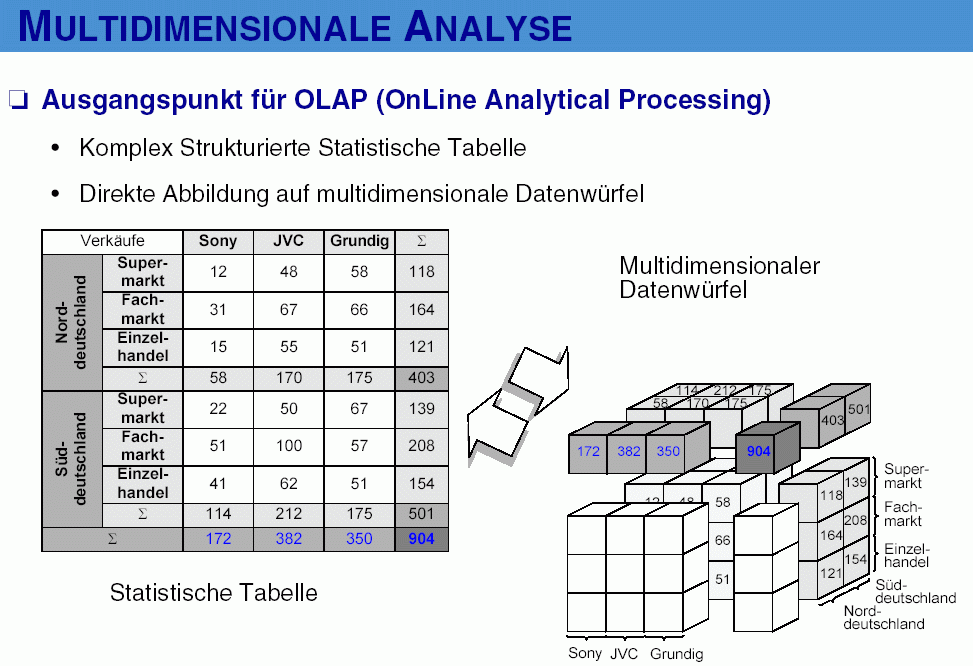 MULTIDIMENSIONALE ANALYSE
❏ Ausgangspunkt für OLAP (OnLine Analytical Processing)
• Komplex Strukturierte Statistische Tabelle
• Direkte Abbildung auf multidimensionale Datenwürfel
Verkäufe Sony JVC Grundig Σ
Nord-
deutschland
Super-
markt 12 48 58 118
Fach-
markt 31 67 66 164
Einzel-
handel 15 55 51 121
Σ 58 170 175 403
Süd-
deutschland
Super-
markt 22 50 67 139
Fach-
markt 51 100 57 208
Einzel-
handel 41 62 51 154
Σ 114 212 175 501
Σ 172 382 350 904
Statistische Tabelle
Multidimensionaler
Datenwürfel
114 212 175
58 170 175
403 501
172 382 350 904
12 48 58
66
51
118 139
164 208
121 154
Super-
markt
Fach-
markt
Einzel-
handel
Süd-
deutschland
Nord-
deutschland
Sony JVC Grundig